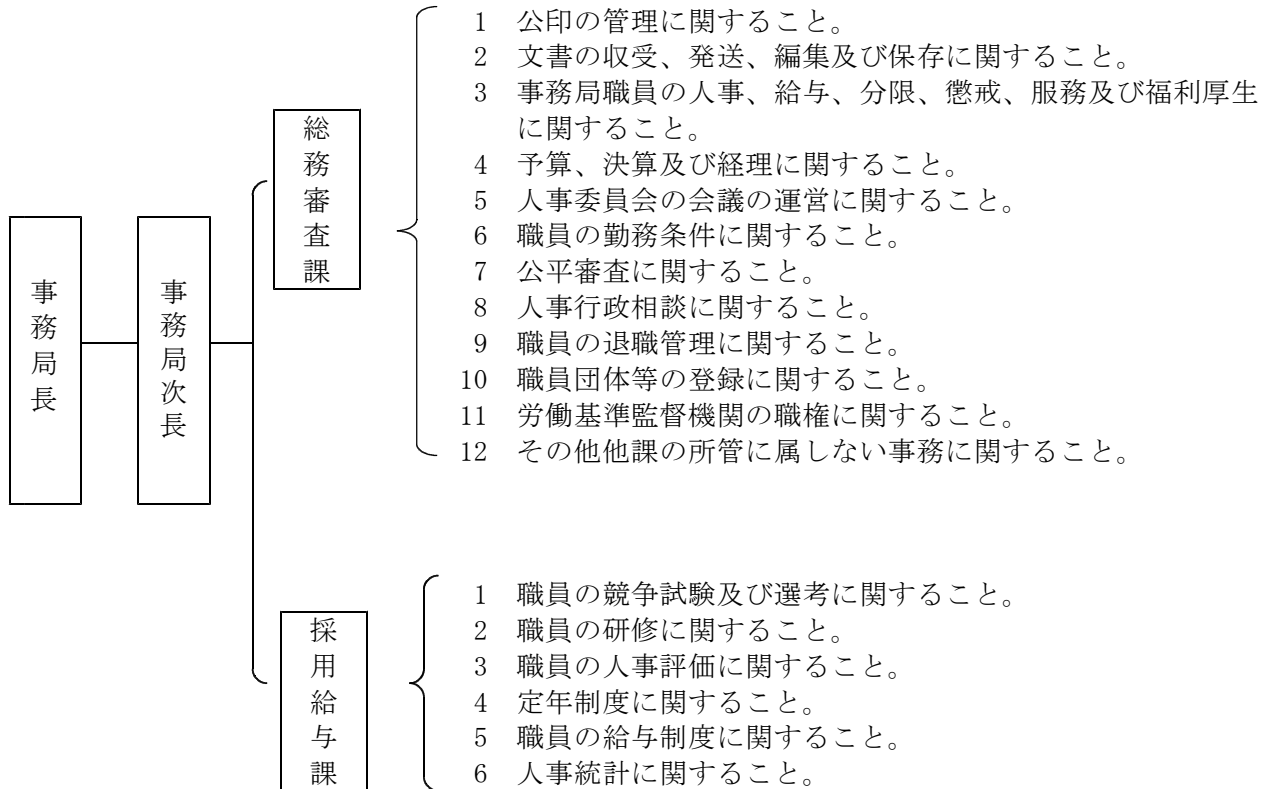 事務局長
事務局次長
総務審査課
1 公印の管理に関すること。
2 文書の収受、発送、編集及び保存に関すること。
3 事務局職員の人事、給与、分限、懲戒、服務及び福利厚生
に関すること。
4 予算、決算及び経理に関すること。
5 人事委員会の会議の運営に関すること。
6 職員の勤務条件に関すること。
7 公平審査に関すること。
8 人事行政相談に関すること。
9 職員の退職管理に関すること。
10 職員団体等の登録に関すること。
11 労働基準監督機関の職権に関すること。
12 その他他課の所管に属しない事務に関すること。
採用給与課
1 職員の競争試験及び選考に関すること。
2 職員の研修に関すること。
3 職員の人事評価に関すること。
4 定年制度に関すること。
5 職員の給与制度に関すること。
6 人事統計に関すること。